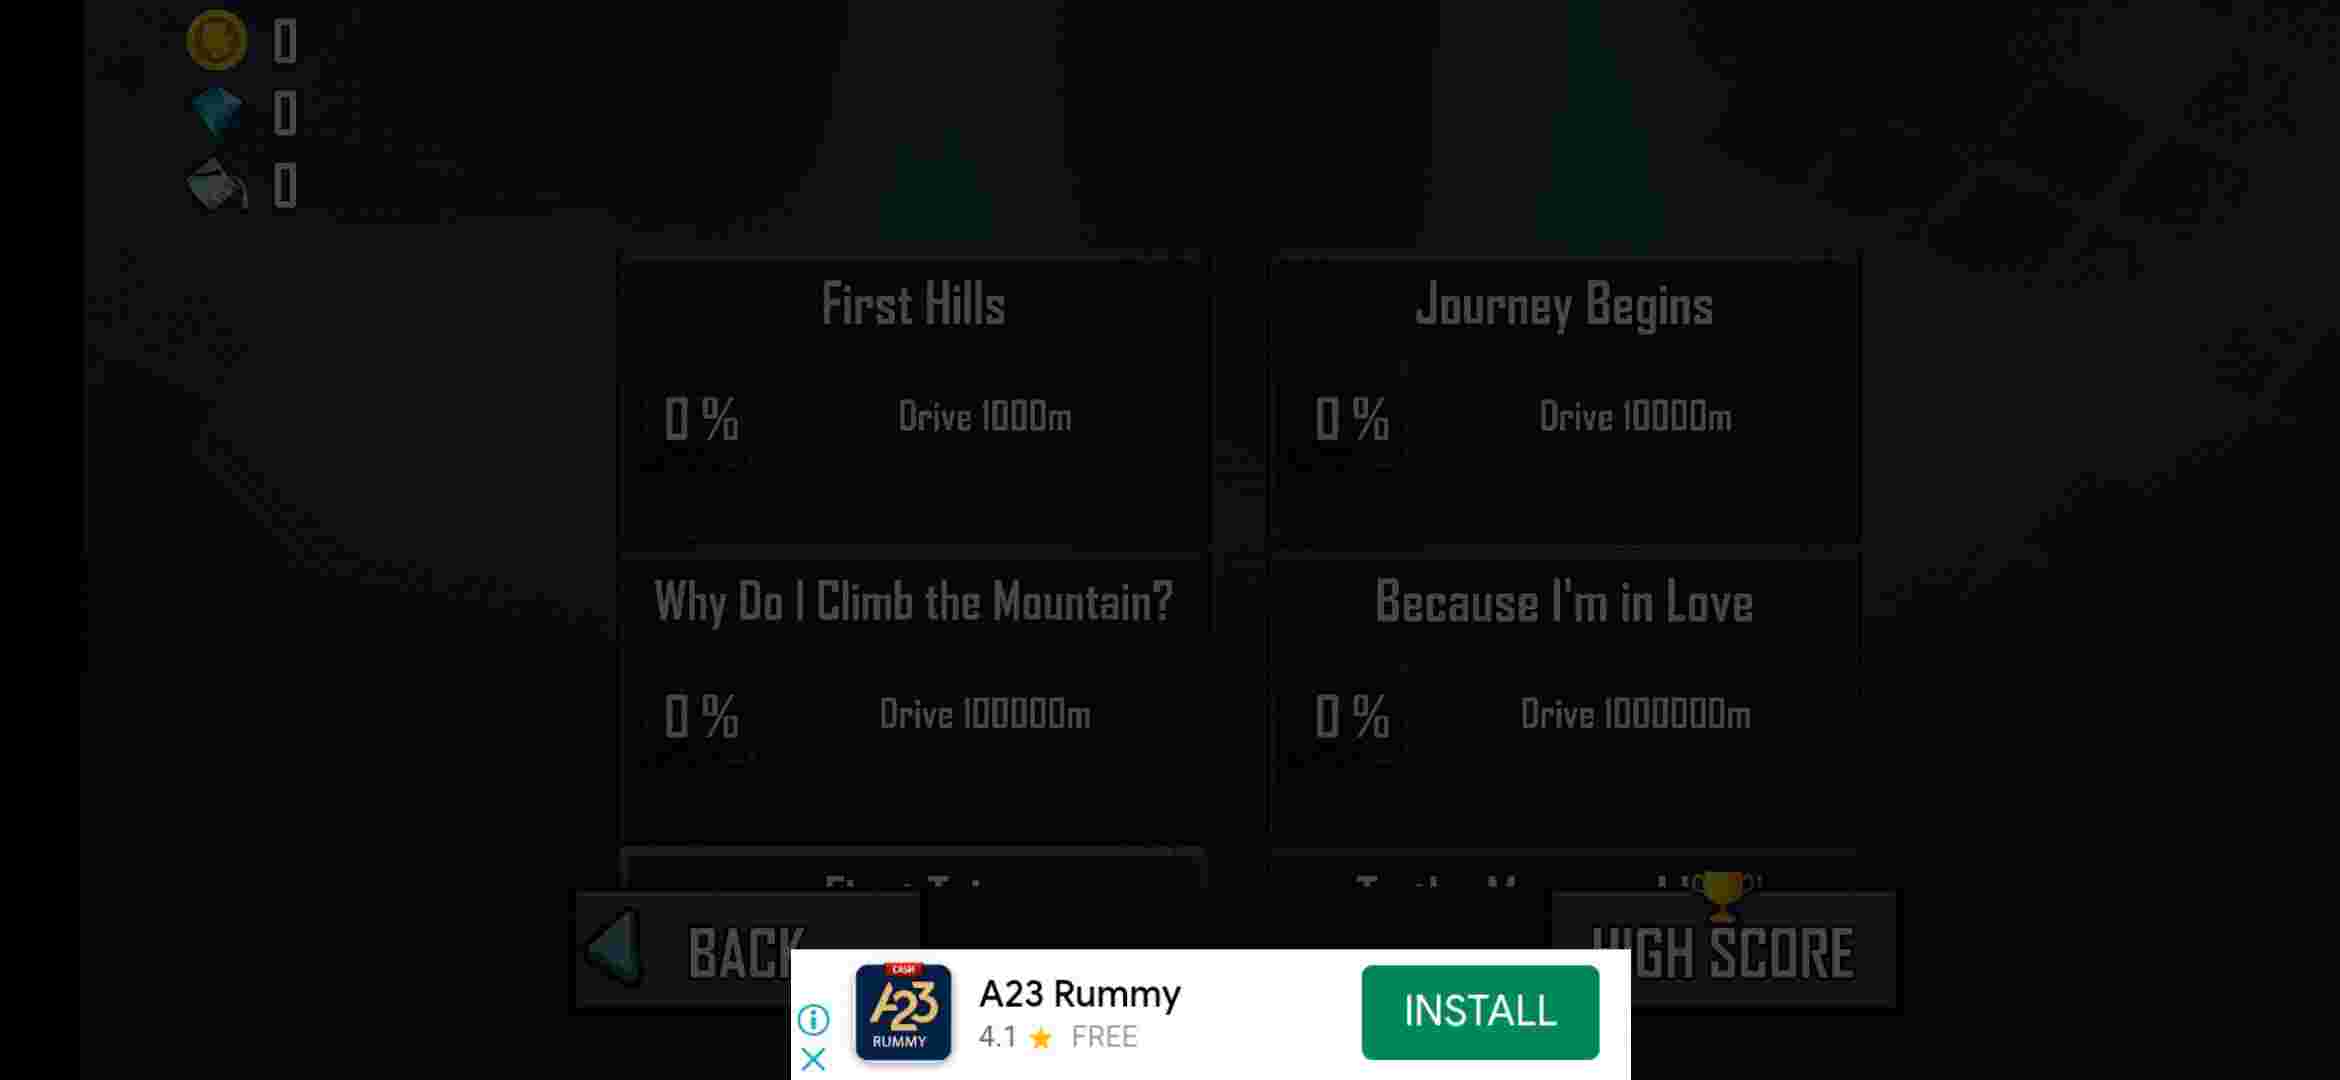 0
0
0
First Hills
0 %
Drive 1000m
Journey Begins
0 %
Drive 10000m
Why Do I Climb the Mountain?
0 %
Drive 100000m
Because I'm in Love
0 %
Drive 1000000m
BACK
HIGH SCORE
CASH
A23
RUMMY
A23 Rummy
4.1 ★ FREE
INSTALL